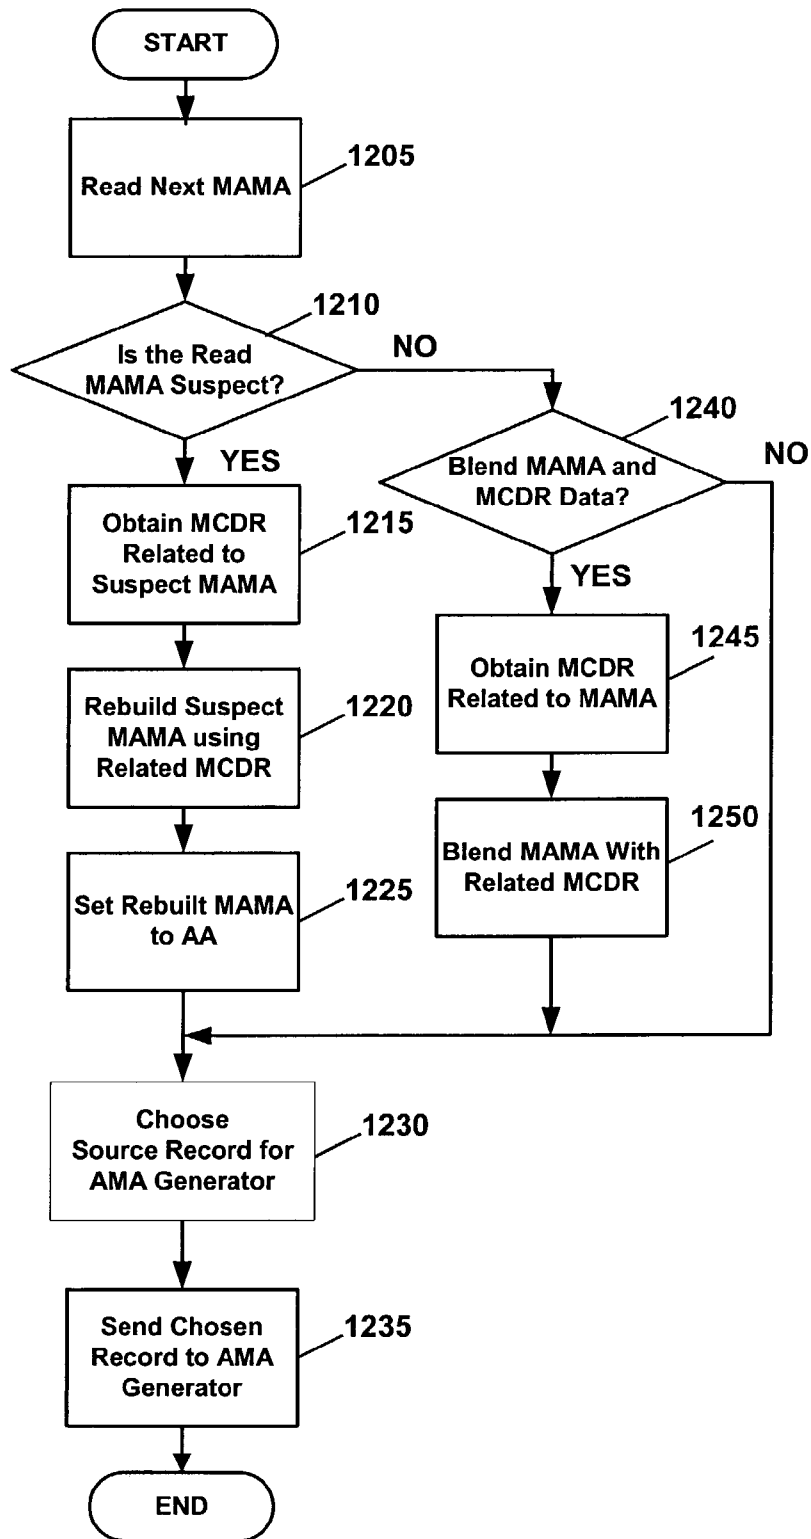 START
1205
Read Next MAMA
1210
Is the Read
MAMA Suspect?
NO
1240
Blend MAMA and
MCDR Data?
NO
YES
Obtain MCDR
Related to
Suspect MAMA
1215
YES
1245
Obtain MCDR
Related to MAMA
Rebuild Suspect
MAMA using
Related MCDR
1220
1250
Blend MAMA With
Related MCDR
Set Rebuilt MAMA
to AA
1225
Choose
Source Record for
AMA Generator
1230
Send Chosen
Record to AMA
Generator
1235
END